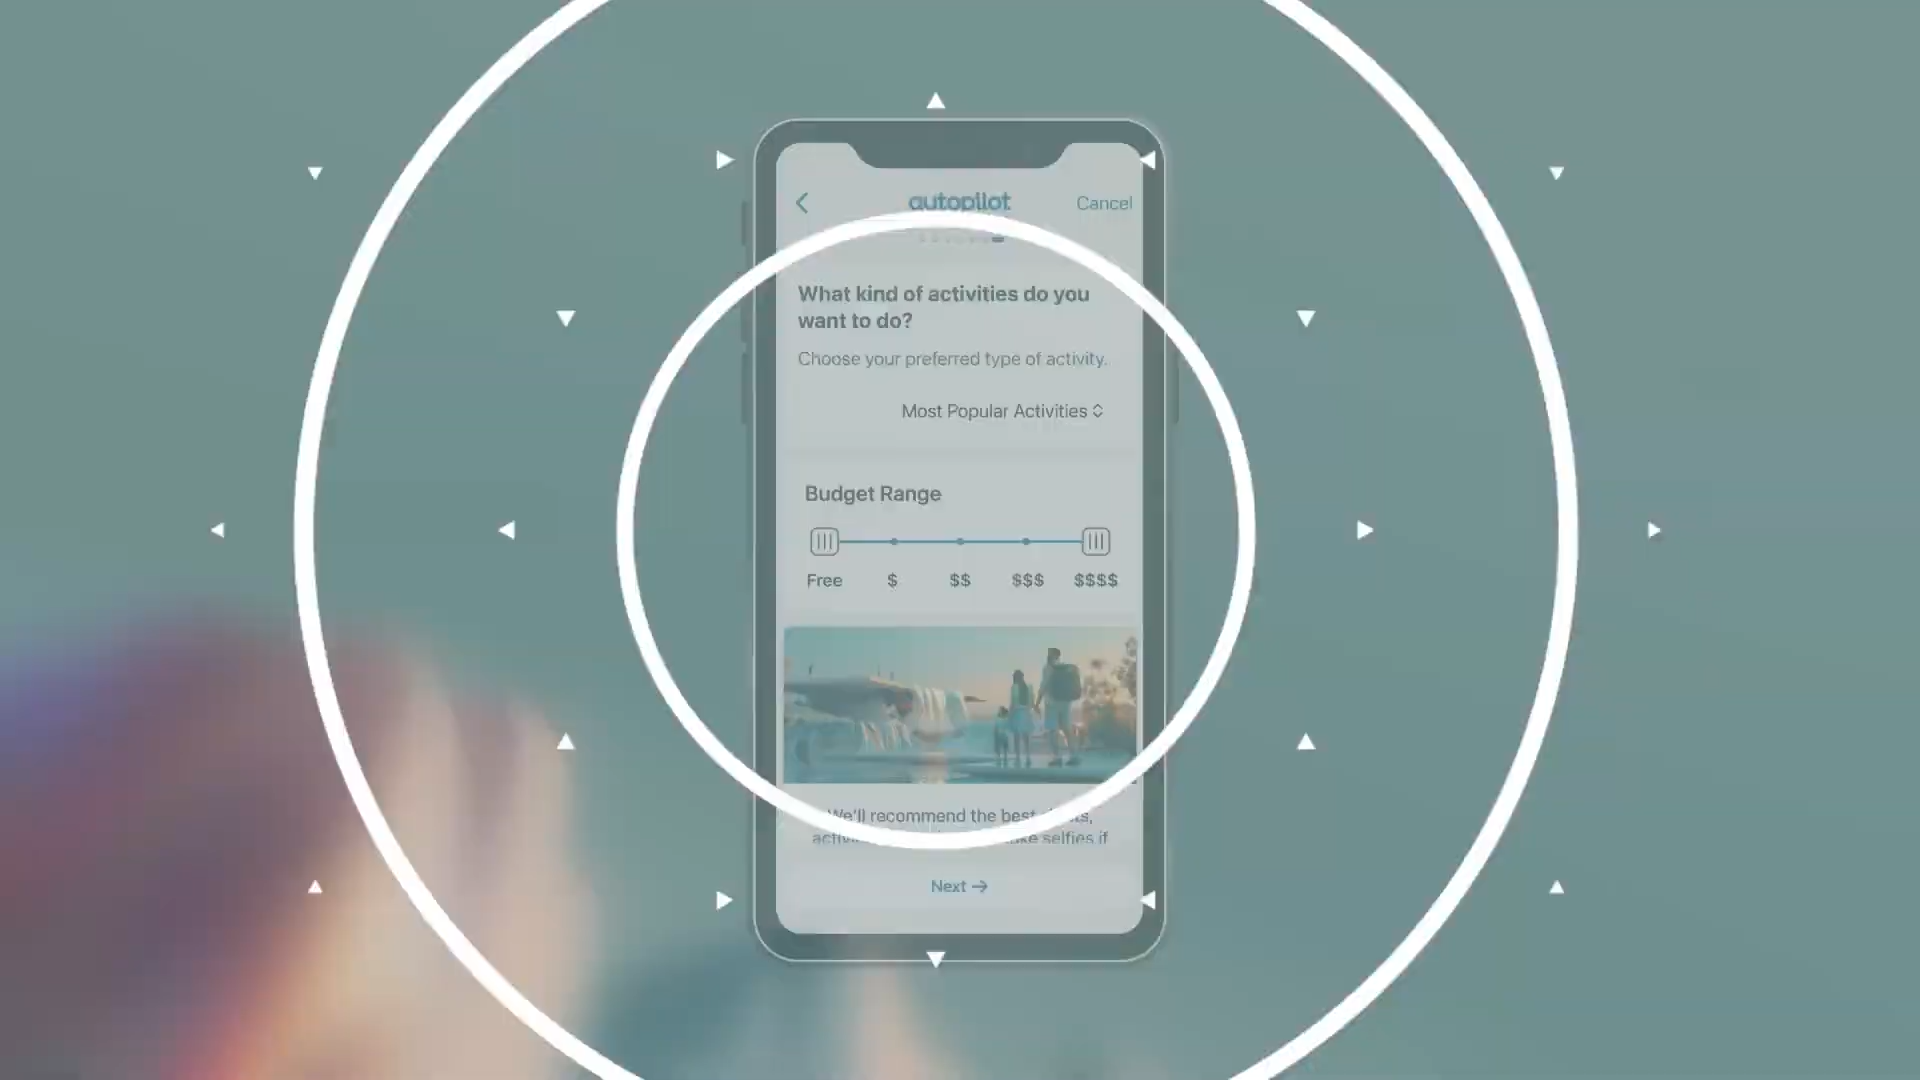 autopilot
Cancel
What kind of activities do you
want to do?
Choose your preferred type of activity.
Most Popular Activities
Budget Range
Free $ $$ $$$ $$$$
We'll recommend the best
selfies if
Next →